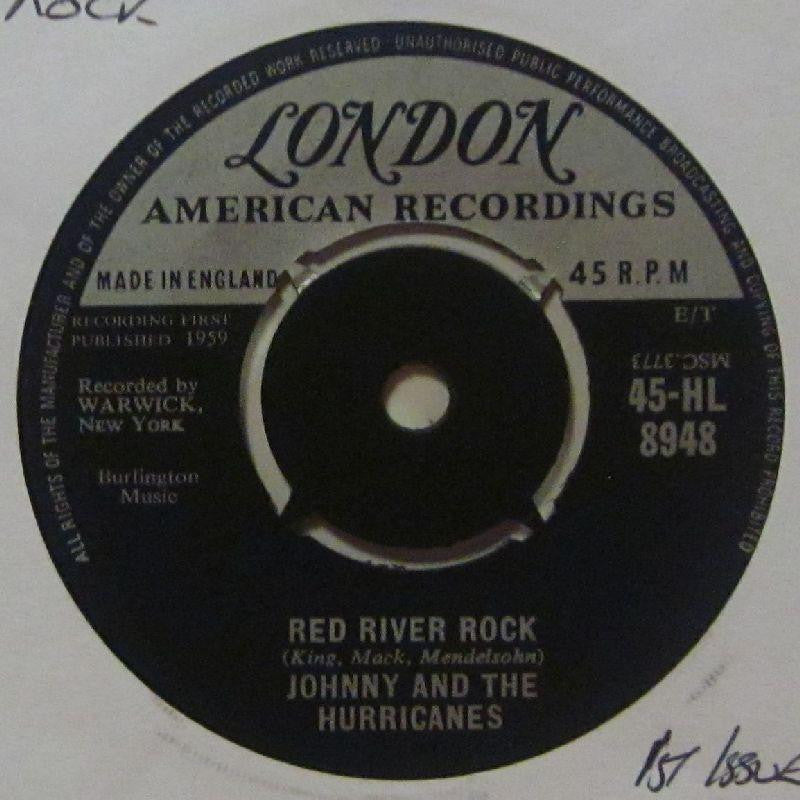 ROCK
ALL RIGHTS OF THE MANUFACTURER AND OF THE OWNER OF THE RECORDED WORK RESERVED · UNAUTHORISED PUBLIC PERFORMANCE BROADCASTING AND COPYING OF THIS RECORD PROHIBITED
LONDON
AMERICAN RECORDINGS
MADE IN ENGLAND
45 R.P.M
RECORDING FIRST
PUBLISHED 1959
E/T
MSC.3773
Recorded by
WARWICK,
NEW YORK
45-HL
8948
Burlington
Music
RED RIVER ROCK
(King, Mack, Mendelsohn)
JOHNNY AND THE
HURRICANES
1ST ISSUE